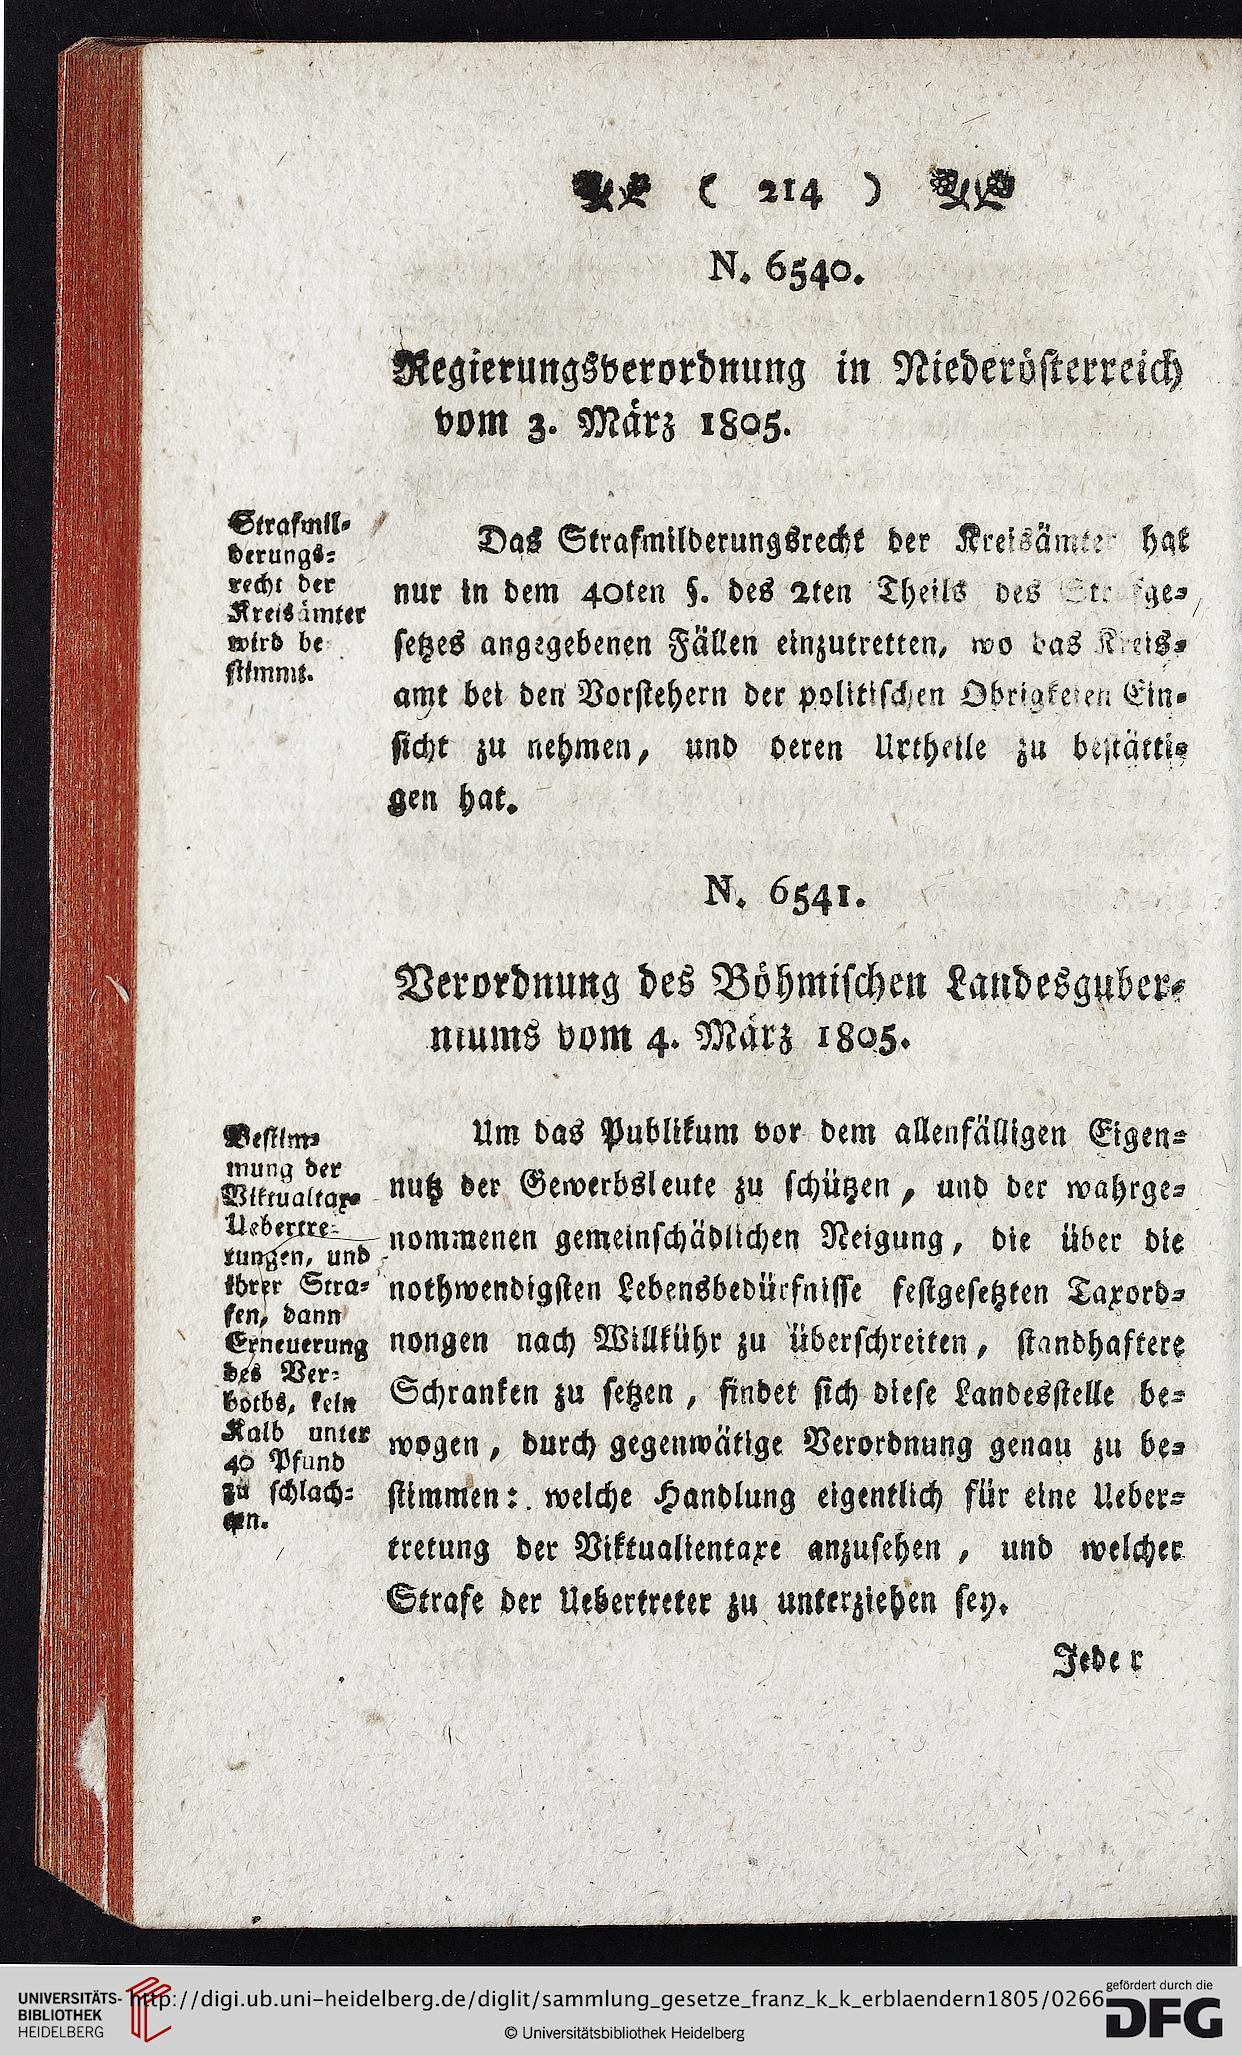 ( 214 )
N. 6540.
Regierungsverordnung in Niederösterreich
vom 3. März 1805.
Strafmil=
derungs=
recht der
Kreisämter
wird be
stimmt.
Das Strafmilderungsrecht der Kreisämter hat
nur in dem 40ten §. des 2ten Theils des Strafge=
setzes angegebenen Fällen einzutretten, wo das Kreis=
amt bei den Vorstehern der politischen Obrigkeien Ein=
sicht zu nehmen, und deren Urtheile zu bestätti=
gen hat.
N. 6541.
Verordnung des Böhmischen Landesguber=
niums vom 4. März 1805.
Bestim=
mung der
Viktualtax=
Uebertre=
tungen, und
ihrer Stra=
fen, dann
Erneuerung
des Ver=
boths, kein
Kalb unter
40 Pfund
zu schlach=
ten.
Um das Publikum vor dem allenfälligen Eigen=
nutz der Gewerbsleute zu schützen, und der wahrge=
nommenen gemeinschädlichen Neigung, die über die
nothwendigsten Lebensbedürfnisse festgesetzten Taxord=
nongen nach Willkühr zu überschreiten, standhaftere
Schranken zu setzen, findet sich diese Landesstelle be=
wogen, durch gegenwätige Verordnung genau zu be=
stimmen: welche Handlung eigentlich für eine Ueber=
tretung der Viktualientaxe anzusehen, und welcher
Strafe der Uebertreter zu unterziehen sey.
Jeder
UNIVERSITÄTS-
BIBLIOTHEK
HEIDELBERG
http://digi.ub.uni-heidelberg.de/diglit/sammlung_gesetze_franz_k_k_erblaendern1805/0266
© Universitätsbibliothek Heidelberg
gefördert durch die
DFG